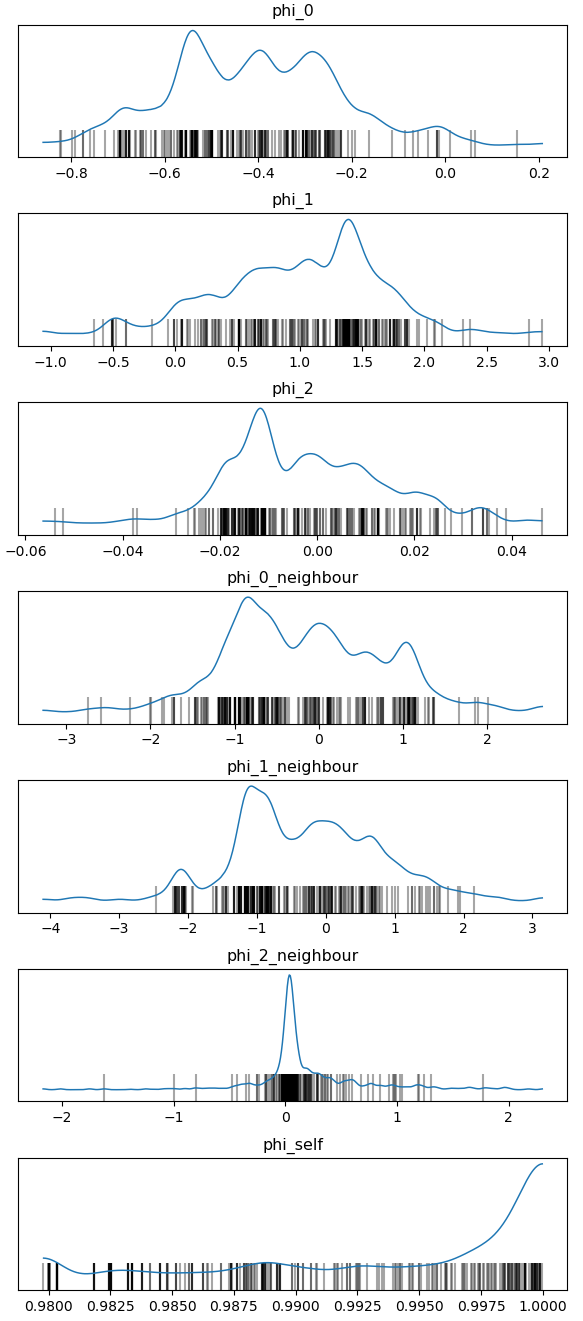 phi_0
−0.8 −0.6 −0.4 −0.2 0.0 0.2
phi_1
−1.0 −0.5 0.0 0.5 1.0 1.5 2.0 2.5 3.0
phi_2
−0.06 −0.04 −0.02 0.00 0.02 0.04
phi_0_neighbour
−3 −2 −1 0 1 2
phi_1_neighbour
−4 −3 −2 −1 0 1 2 3
phi_2_neighbour
−2 −1 0 1 2
phi_self
0.9800 0.9825 0.9850 0.9875 0.9900 0.9925 0.9950 0.9975 1.0000